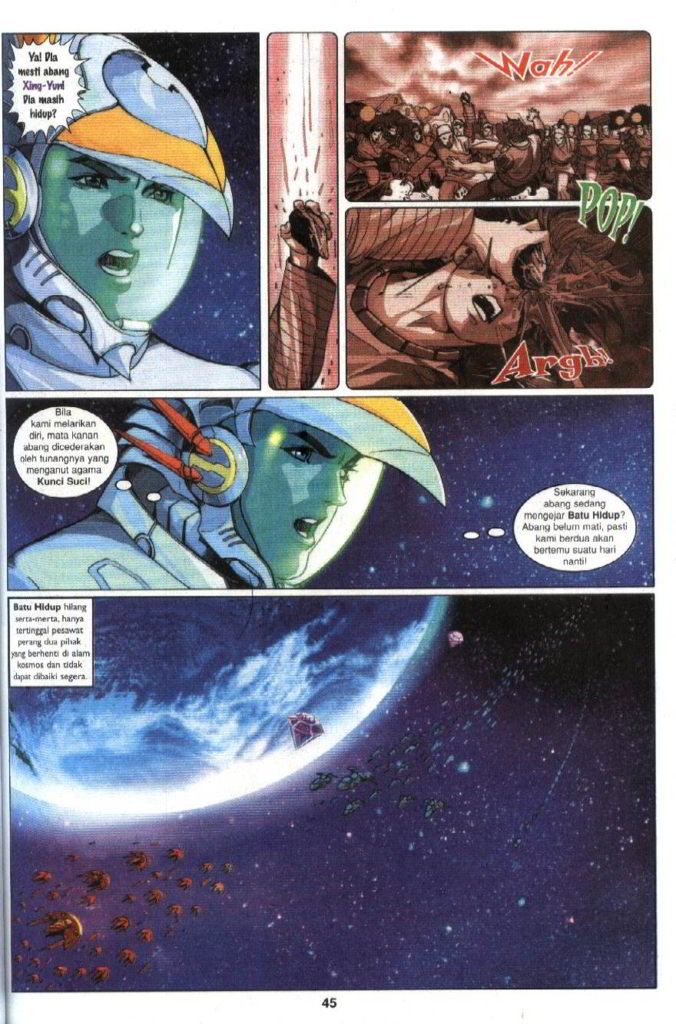 Ya! Dia
mesti abang
Xing-Yun!
Dia masih
hidup?
Wah!
POP!
Argh!
Bila
kami melarikan
diri, mata kanan
abang dicederakan
oleh tunangnya yang
menganut agama
Kunci Suci!
Sekarang
abang sedang
mengejar Batu Hidup?
Abang belum mati, pasti
kami berdua akan
bertemu suatu hari
nanti!
Batu Hidup hilang
serta-merta, hanya
tertinggal pesawat
perang dua pihak
yang berhenti di alam
kosmos dan tidak
dapat dibaiki segera.
45